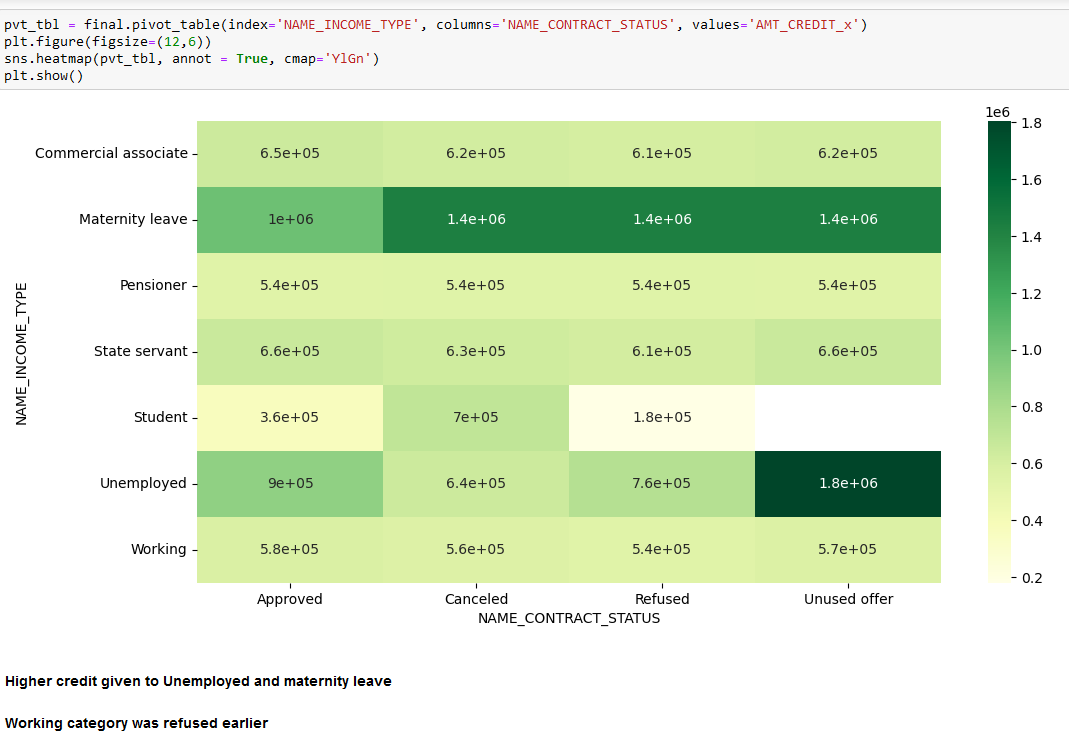 pvt_tbl = final.pivot_table(index='NAME_INCOME_TYPE', columns='NAME_CONTRACT_STATUS', values='AMT_CREDIT_x')
plt.figure(figsize=(12,6))
sns.heatmap(pvt_tbl, annot = True, cmap='YlGn')
plt.show()
1e6
Commercial associate 6.5e+05 6.2e+05 6.1e+05 6.2e+05
Maternity leave 1e+06 1.4e+06 1.4e+06 1.4e+06
Pensioner 5.4e+05 5.4e+05 5.4e+05 5.4e+05
State servant 6.6e+05 6.3e+05 6.1e+05 6.6e+05
Student 3.6e+05 7e+05 1.8e+05
Unemployed 9e+05 6.4e+05 7.6e+05 1.8e+06
Working 5.8e+05 5.6e+05 5.4e+05 5.7e+05
Approved Canceled Refused Unused offer
NAME_CONTRACT_STATUS
NAME_INCOME_TYPE
1.8
1.6
1.4
1.2
1.0
0.8
0.6
0.4
0.2
Higher credit given to Unemployed and maternity leave
Working category was refused earlier